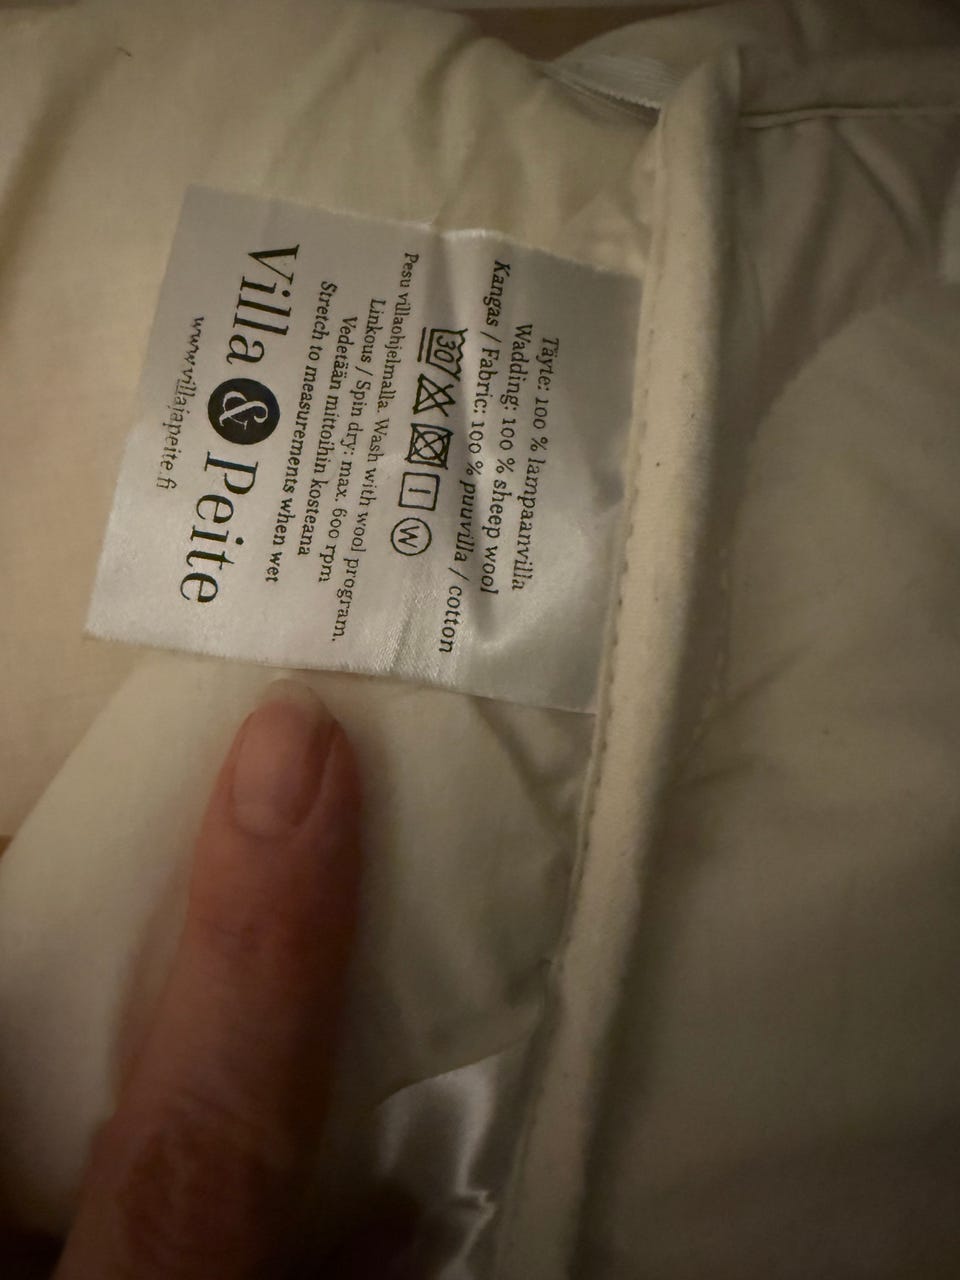 Täyte: 100 % lampaanvilla
Wadding: 100 % sheep wool
Kangas / Fabric: 100 % puuvilla / cotton
30 W
Pesu villaohjelmalla. Wash with wool program.
Linkous / Spin dry: max. 600 rpm
Vedetään mittoihin kosteana
Stretch to measurements when wet
Villa & Peite
www.villajapeite.fi